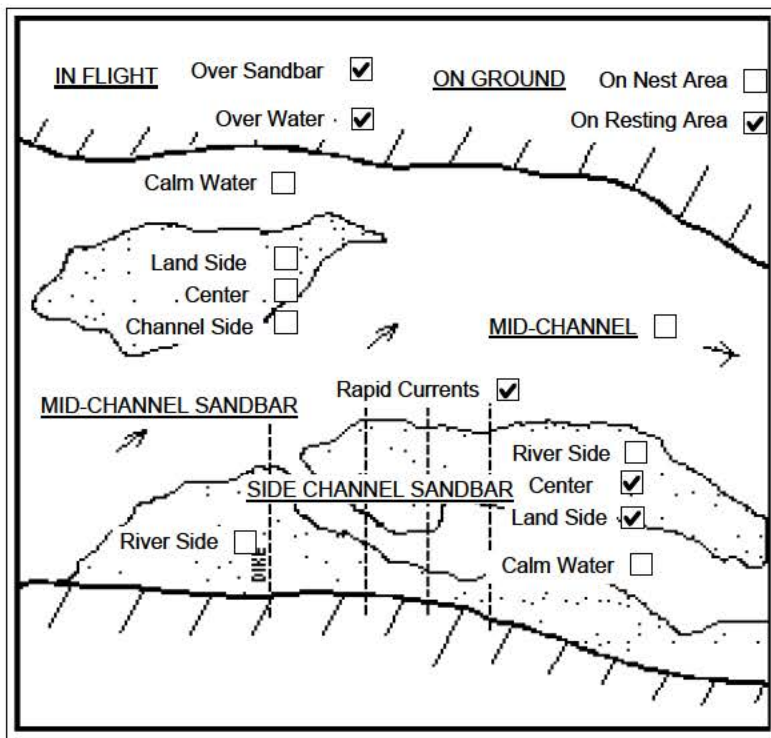 IN FLIGHT Over Sandbar ON GROUND On Nest Area
Over Water On Resting Area
Calm Water
Land Side
Center
Channel Side
MID-CHANNEL
Rapid Currents
MID-CHANNEL SANDBAR
River Side
SIDE CHANNEL SANDBAR Center
Land Side
River Side
DIKE
Calm Water